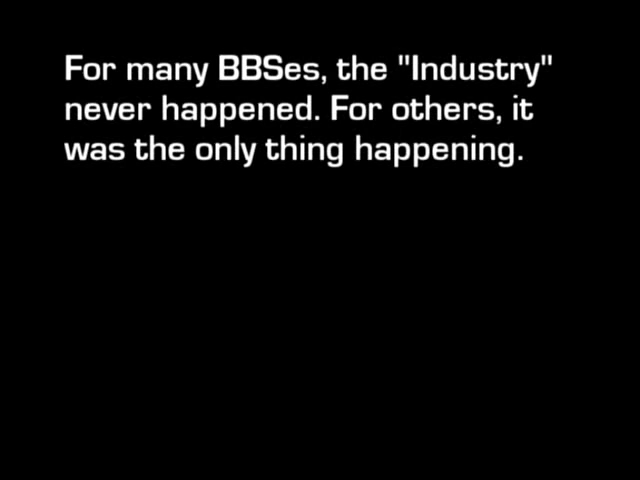 For many BBSes, the "Industry"
never happened. For others, it
was the only thing happening.